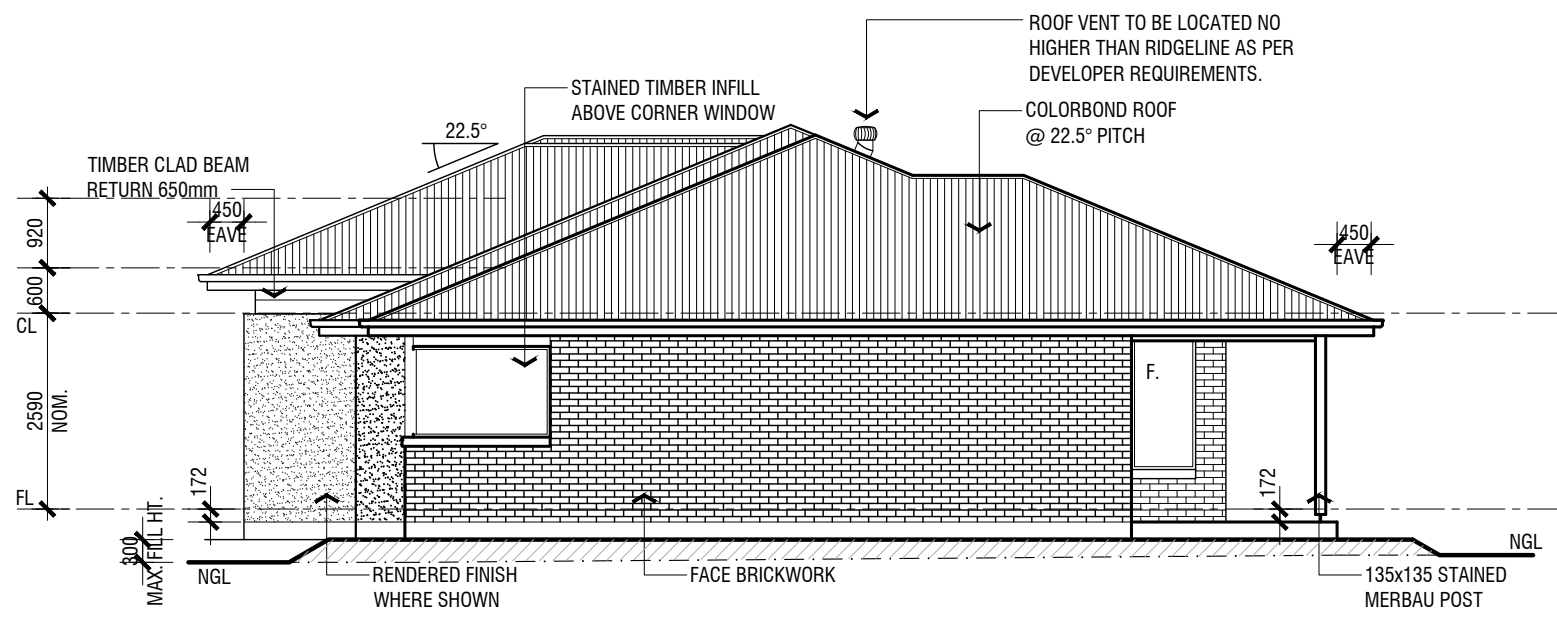 ROOF VENT TO BE LOCATED NO
HIGHER THAN RIDGELINE AS PER
DEVELOPER REQUIREMENTS.
STAINED TIMBER INFILL
ABOVE CORNER WINDOW
COLORBOND ROOF
@ 22.5° PITCH
22.5°
TIMBER CLAD BEAM
RETURN 650mm
450
EAVE
450
EAVE
920
600
CL
2590
NOM.
F.
FL
172
172
300
MAX. FILL HT.
NGL
NGL
RENDERED FINISH
WHERE SHOWN
FACE BRICKWORK
135x135 STAINED
MERBAU POST